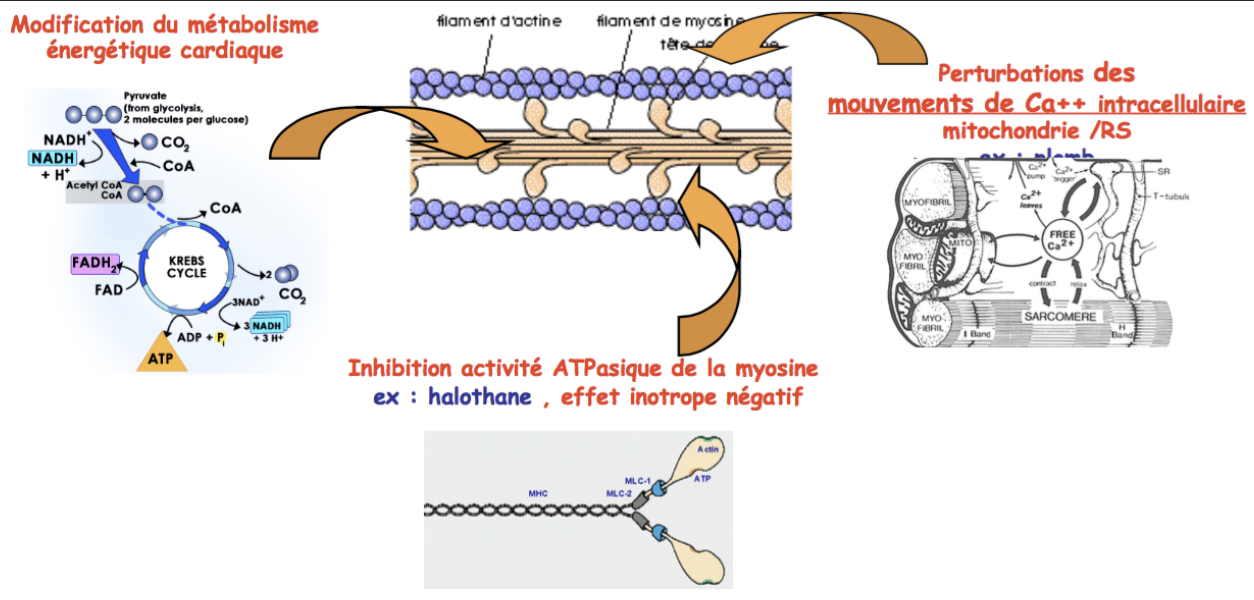 Modification du métabolisme
énergétique cardiaque
Pyruvate
(from glycolysis,
2 molecules per glucose)
NADH⁺
CO₂
NADH
+ H⁺
CoA
Acetyl CoA
CoA
CoA
FADH₂
KREBS
CYCLE
FAD
2
CO₂
3NAD⁺
3 NADH
+ 3 H+
ADP + Pi
ATP
filament d'actine
filament de myosine
tête de
Perturbations des
mouvements de Ca++ intracellulaire
mitochondrie /RS
ex : plomb
Ca²⁺
pump
Ca²⁺
trigger
SR
T-tubule
Ca²⁺
leaves
MYOFIBRIL
FREE
Ca²⁺
MITO
MYO
FIBRIL
contract
relax
SARCOMERE
MYO
FIBRIL
I Band
H
Band
Inhibition activité ATPasique de la myosine
ex : halothane , effet inotrope négatif
Actin
ATP
MLC-1
MLC-2
MHC